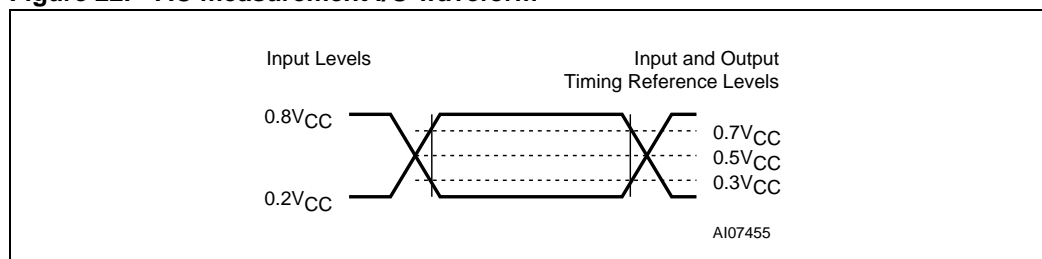 Input Levels
Input and Output
Timing Reference Levels
0.8VCC
0.7VCC
0.5VCC
0.3VCC
0.2VCC
AI07455